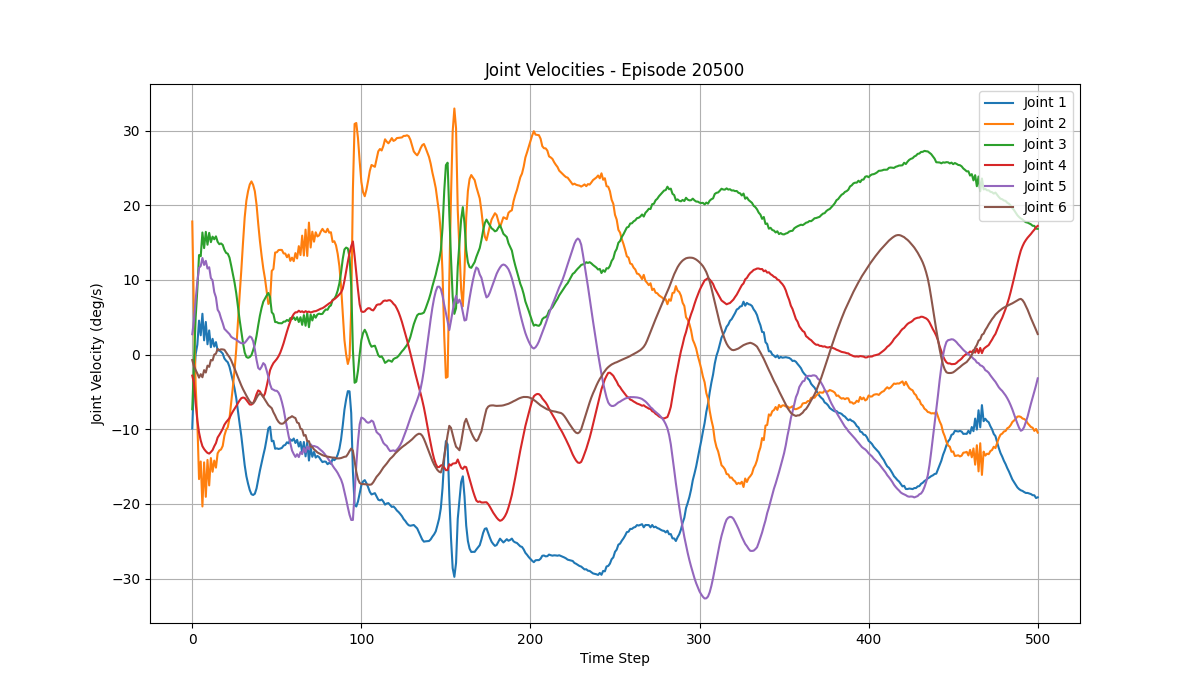 Joint Velocities - Episode 20500
Joint Velocity (deg/s)
30
20
10
0
−10
−20
−30
0
100
200
300
400
500
Time Step
Joint 1
Joint 2
Joint 3
Joint 4
Joint 5
Joint 6